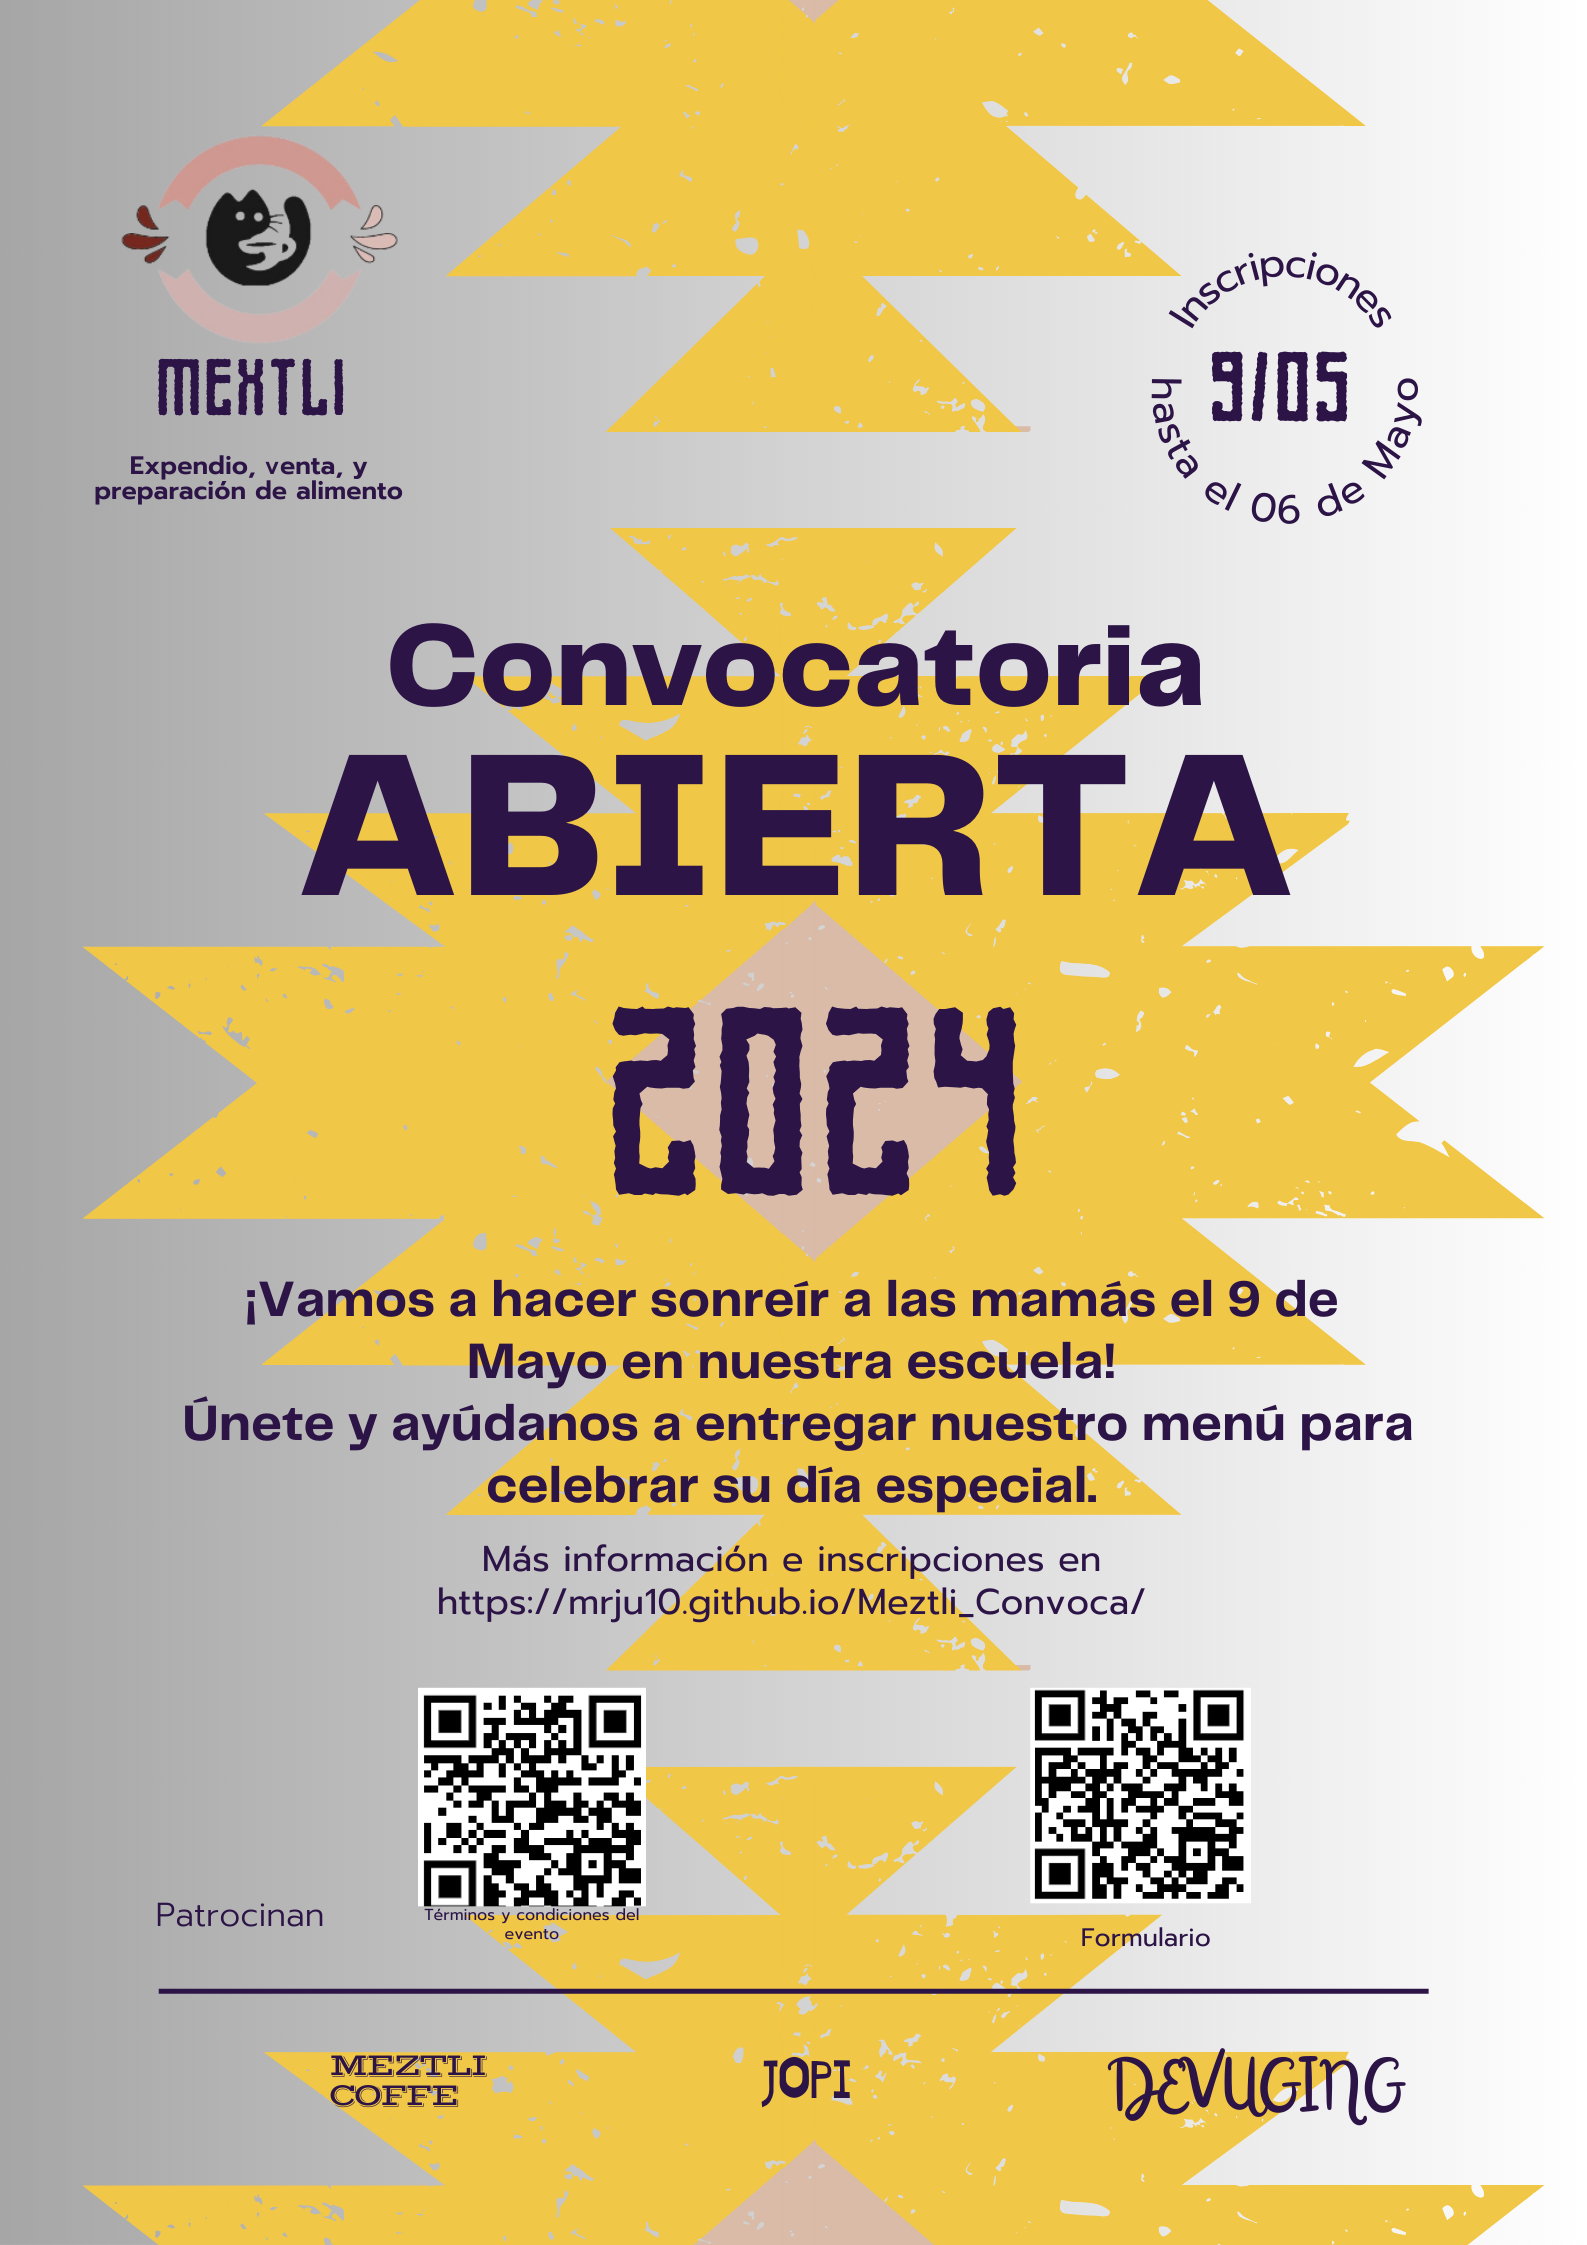 MEXTLI
Expendio, venta, y
preparación de alimento
Inscripciones
9/05
hasta el 06 de Mayo
Convocatoria
ABIERTA
2024
¡Vamos a hacer sonreír a las mamás el 9 de
Mayo en nuestra escuela!
Únete y ayúdanos a entregar nuestro menú para
celebrar su día especial.
Más información e inscripciones en
https://mrju10.github.io/Meztli_Convoca/
Patrocinan
Términos y condiciones del
evento
Formulario
MEZTLI
COFFE
JOPI
DEVUGING